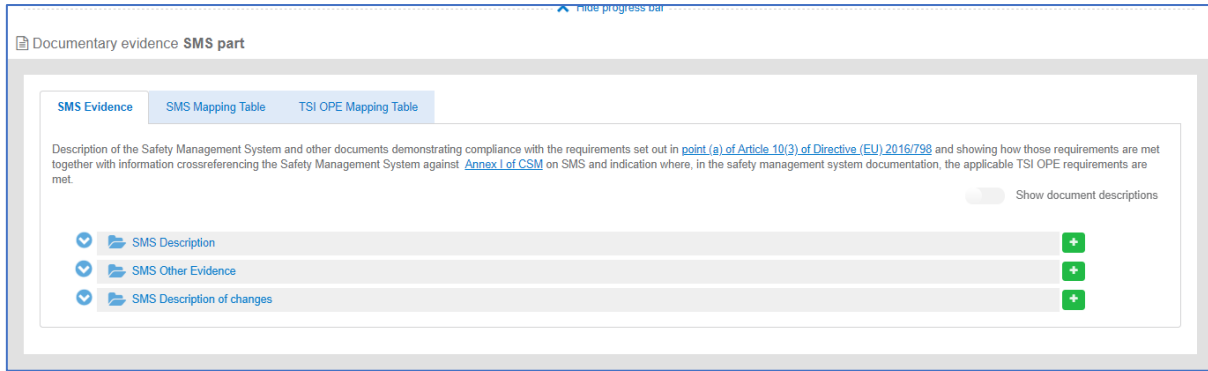 Hide progress bar
Documentary evidence SMS part
SMS Evidence SMS Mapping Table TSI OPE Mapping Table
Description of the Safety Management System and other documents demonstrating compliance with the requirements set out in point (a) of Article 10(3) of Directive (EU) 2016/798 and showing how those requirements are met
together with information crossreferencing the Safety Management System against Annex I of CSM on SMS and indication where, in the safety management system documentation, the applicable TSI OPE requirements are
met.
Show document descriptions
SMS Description
SMS Other Evidence
SMS Description of changes